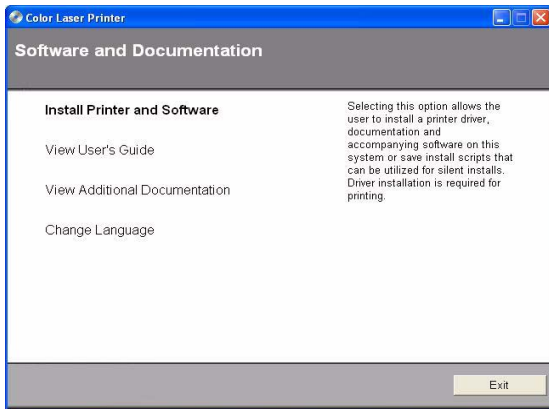 Color Laser Printer
Software and Documentation
Install Printer and Software
View User's Guide
View Additional Documentation
Change Language
Selecting this option allows the
user to install a printer driver,
documentation and
accompanying software on this
system or save install scripts that
can be utilized for silent installs.
Driver installation is required for
printing.
Exit